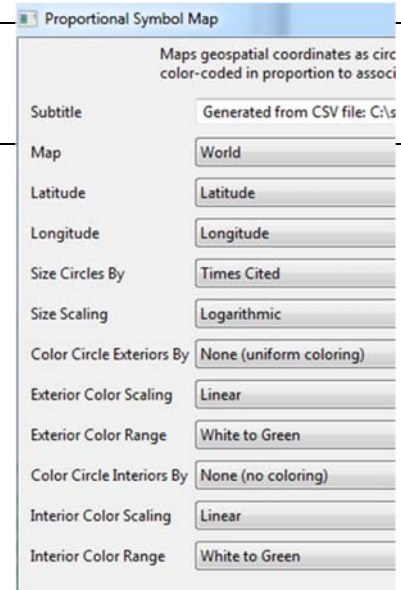 Proportional Symbol Map
Maps geospatial coordinates as
color-coded in proportion to
Subtitle Generated from CSV file:
Map World
Latitude Latitude
Longitude Longitude
Size Circles By Times Cited
Size Scaling Logarithmic
Color Circle Exteriors By None (uniform coloring)
Exterior Color Scaling Linear
Exterior Color Range White to Green
Color Circle Interiors By None (no coloring)
Interior Color Scaling Linear
Interior Color Range White to Green